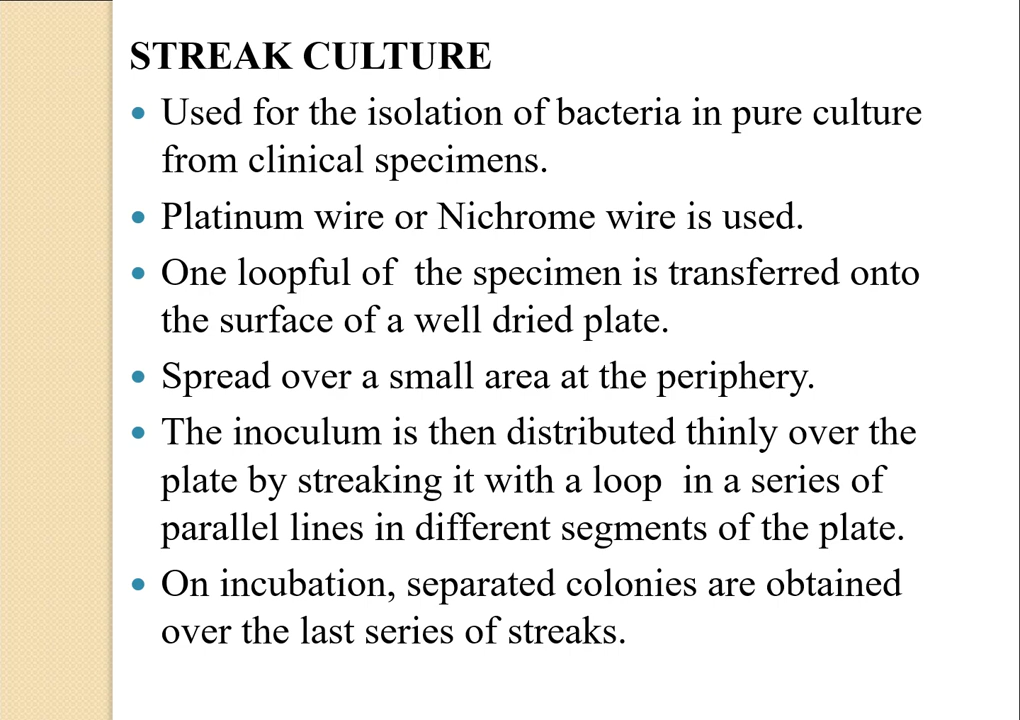 STREAK CULTURE
• Used for the isolation of bacteria in pure culture
from clinical specimens.
• Platinum wire or Nichrome wire is used.
• One loopful of  the specimen is transferred onto
the surface of a well dried plate.
• Spread over a small area at the periphery.
• The inoculum is then distributed thinly over the
plate by streaking it with a loop  in a series of
parallel lines in different segments of the plate.
• On incubation, separated colonies are obtained
over the last series of streaks.